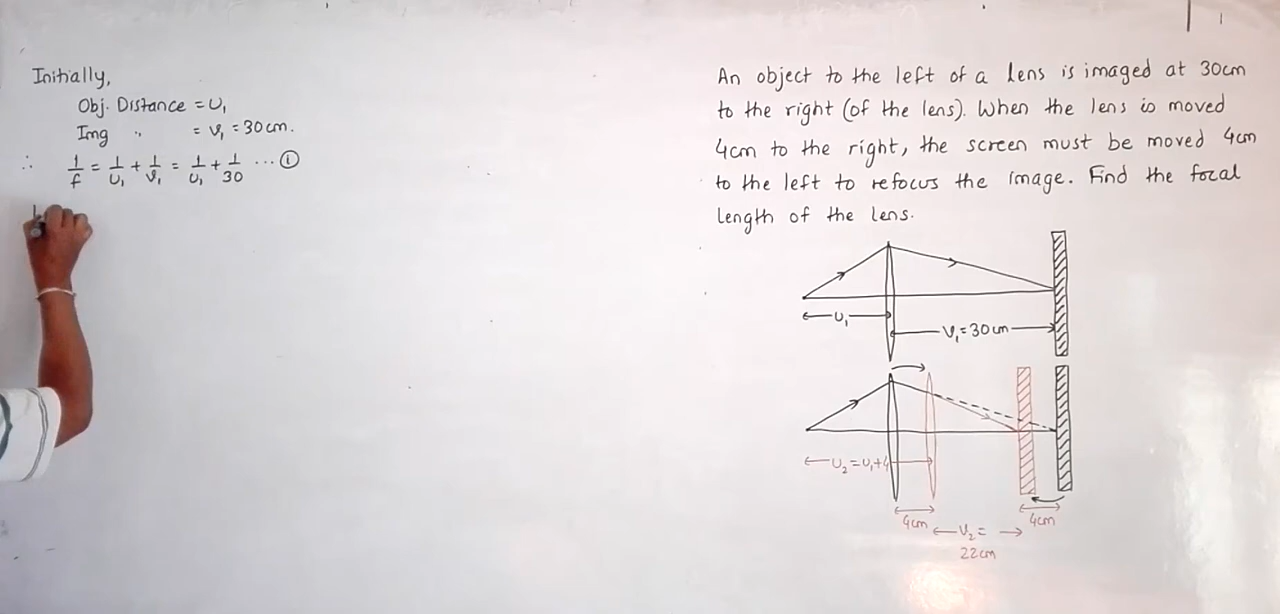 Initially,
Obj. Distance = U₁
Img " = V₁ = 30 cm.
∴ 1/f = 1/U₁ + 1/V₁ = 1/U₁ + 1/30 ... ①
An object to the left of a lens is imaged at 30cm
to the right (of the lens). When the lens is moved
4cm to the right, the screen must be moved 4cm
to the left to refocus the image. Find the focal
length of the lens.
U₁
V₁ = 30 cm
U₂ = U₁+4
4cm
4cm
V₂ =
22cm